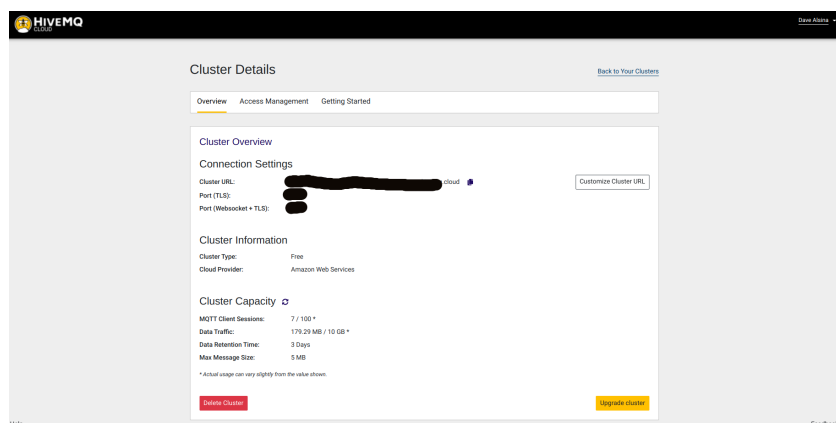 HIVEMQ
CLOUD
Dave Alsina
Cluster Details
Back to Your Clusters
Overview Access Management Getting Started
Cluster Overview
Connection Settings
Cluster URL: .cloud
Customize Cluster URL
Port (TLS):
Port (Websocket + TLS):
Cluster Information
Cluster Type: Free
Cloud Provider: Amazon Web Services
Cluster Capacity
MQTT Client Sessions: 7 / 100 *
Data Traffic: 179.29 MB / 10 GB *
Data Retention Time: 3 Days
Max Message Size: 5 MB
* Actual usage can vary slightly from the value shown.
Delete Cluster Upgrade cluster